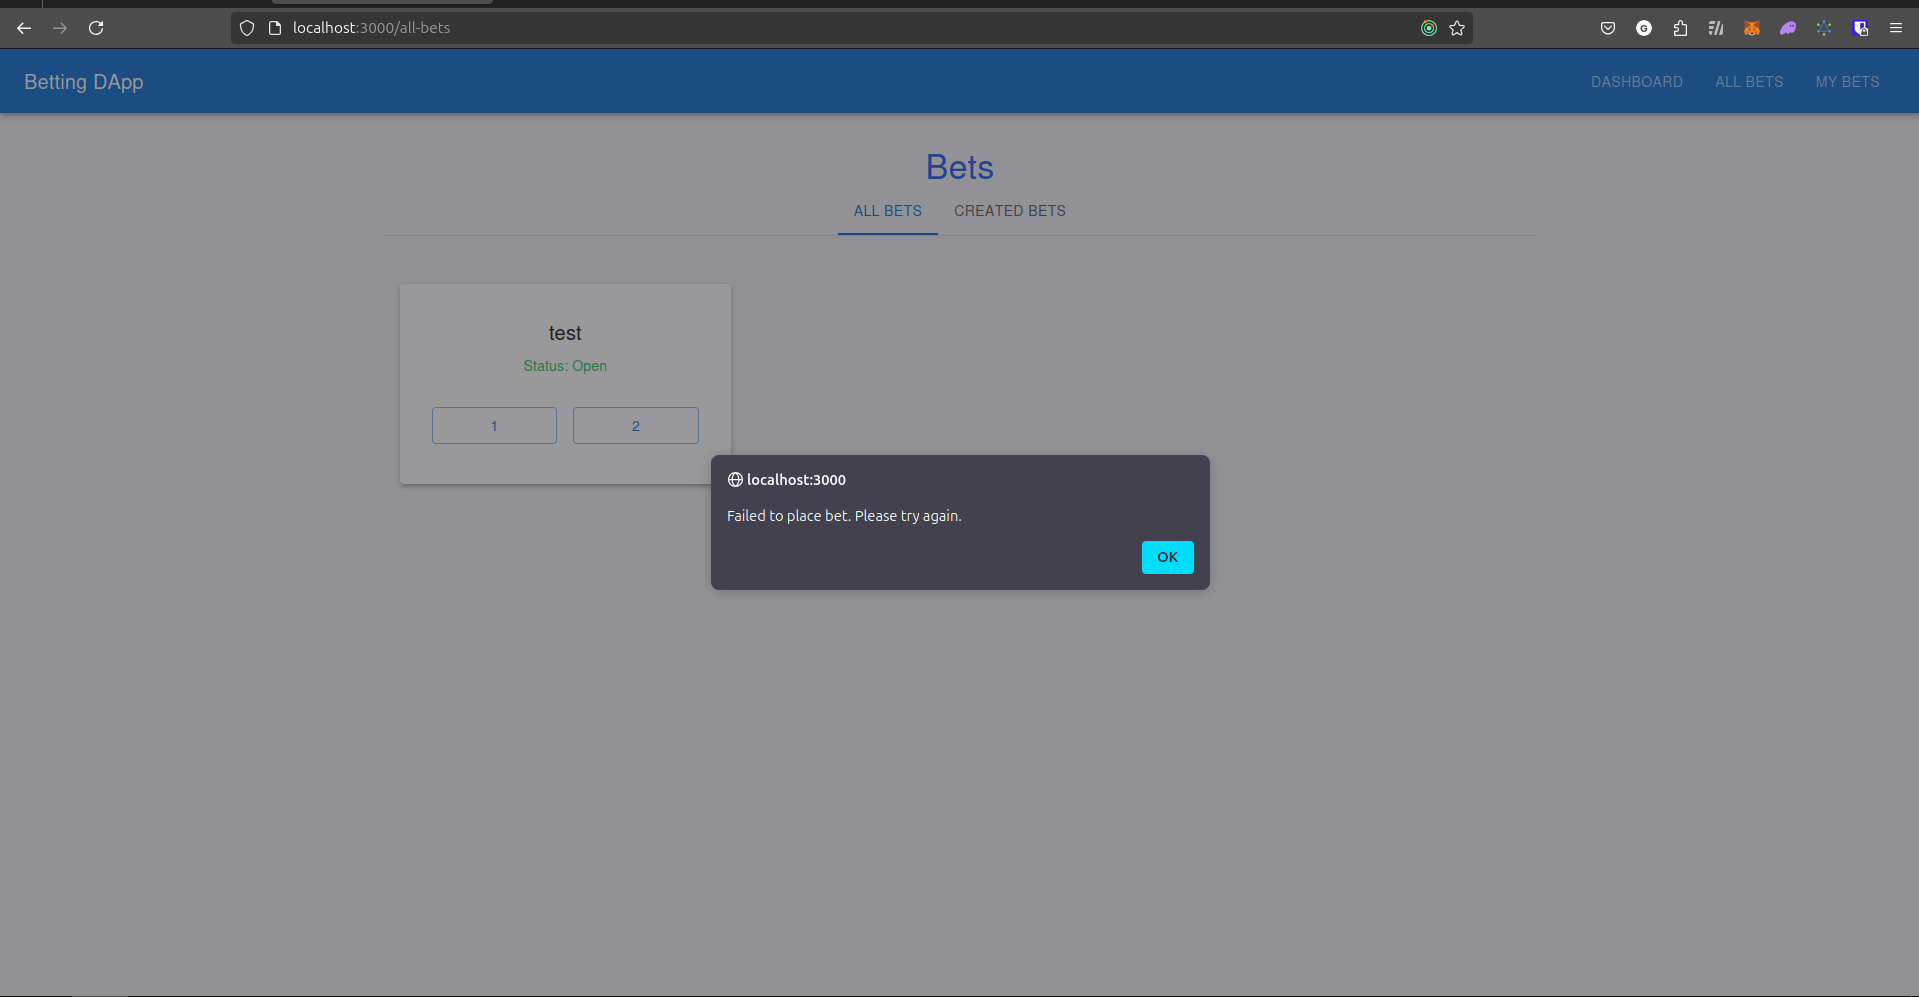 localhost:3000/all-bets
G
Betting DApp
DASHBOARD
ALL BETS
MY BETS
Bets
ALL BETS
CREATED BETS
test
Status: Open
1
2
localhost:3000
Failed to place bet. Please try again.
OK